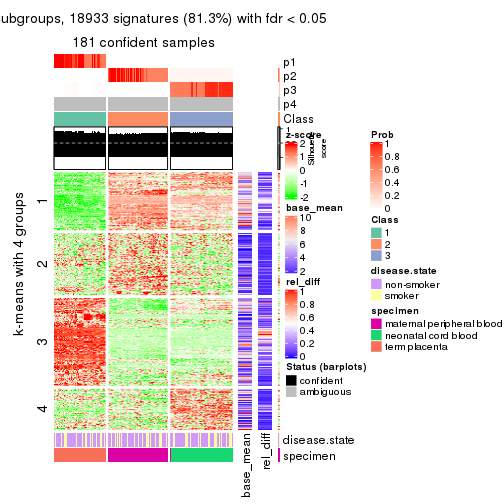 ubgroups, 18933 signatures (81.3%) with fdr < 0.05
181 confident samples
p1
p2
p3
p4
Class
1
Silhouette
score
k-means with 4 groups
1
2
3
4
z-score
2
1
0
-1
-2
base_mean
10
8
6
4
2
rel_diff
1
0.8
0.6
0.4
0.2
0
Status (barplots)
confident
ambiguous
Prob
1
0.8
0.6
0.4
0.2
0
Class
1
2
3
disease.state
non-smoker
smoker
specimen
maternal peripheral blood
neonatal cord blood
term placenta
disease.state
specimen
base_mean
rel_diff